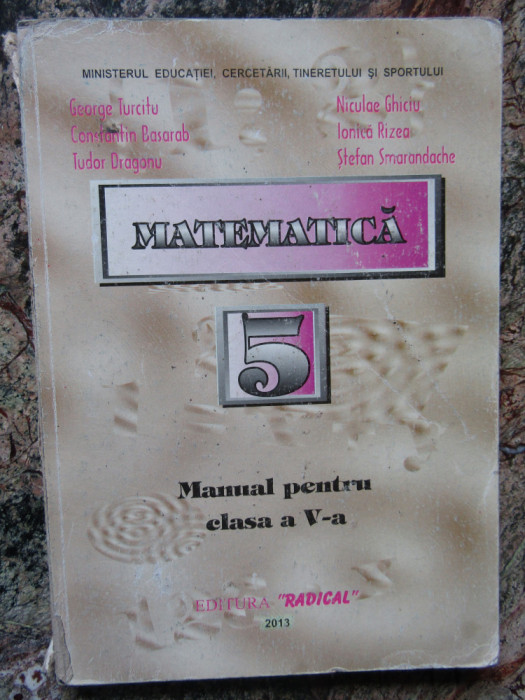 MINISTERUL EDUCAȚIEI, CERCETĂRII, TINERETULUI ȘI SPORTULUI
George Turcitu
Constantin Basarab
Tudor Dragonu
Niculae Ghiciu
Ionică Rizea
Ștefan Smarandache
MATEMATICĂ
5
Manual pentru
clasa a V-a
EDITURA "RADICAL"
2013